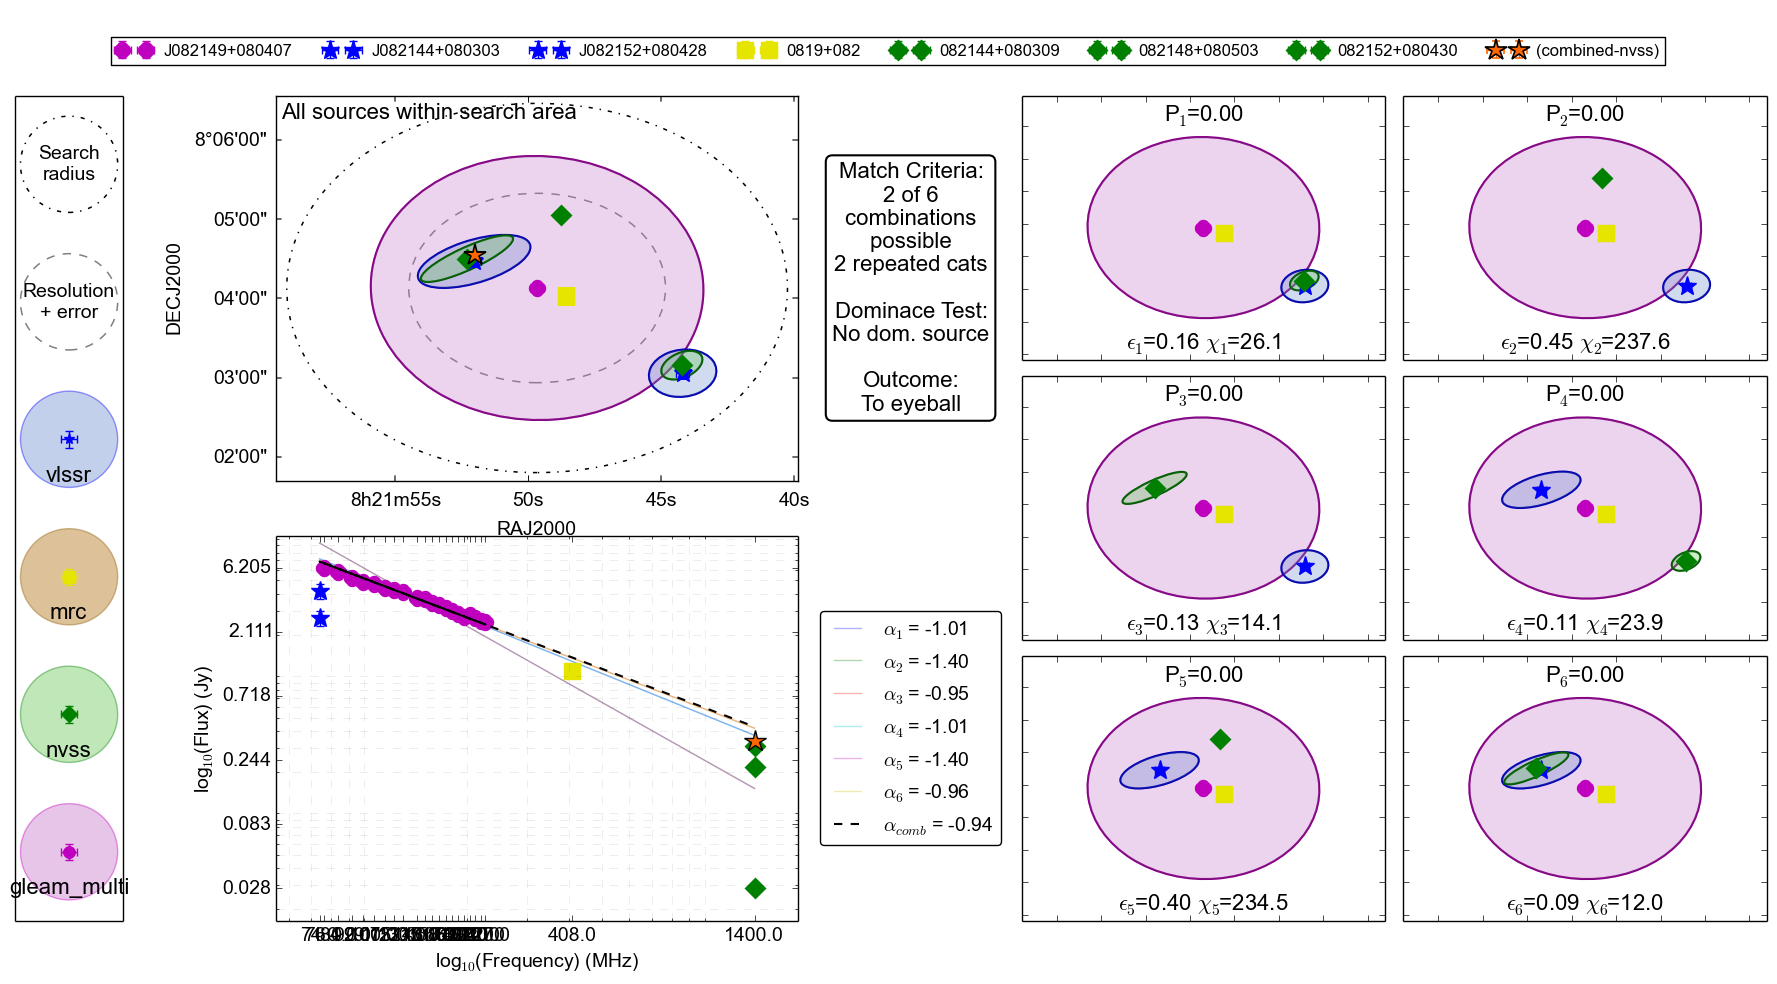 J082149+080407 J082144+080303 J082152+080428 0819+082 082144+080309 082148+080503 082152+080430 (combined-nvss)
Search
radius
Resolution
+ error
vlssr
mrc
nvss
gleam_multi
All sources within search area
8°06'00"
05'00"
04'00"
03'00"
02'00"
DECJ2000
8h21m55s 50s 45s 40s
RAJ2000
Match Criteria:
2 of 6
combinations
possible
2 repeated cats
Dominace Test:
No dom. source
Outcome:
To eyeball
6.205
2.111
0.718
0.244
0.083
0.028
log₁₀(Flux) (Jy)
408.0 1400.0
log₁₀(Frequency) (MHz)
α₁ = -1.01
α₂ = -1.40
α₃ = -0.95
α₄ = -1.01
α₅ = -1.40
α₆ = -0.96
α_comb = -0.94
P₁=0.00
ϵ₁=0.16 χ₁=26.1
P₂=0.00
ϵ₂=0.45 χ₂=237.6
P₃=0.00
ϵ₃=0.13 χ₃=14.1
P₄=0.00
ϵ₄=0.11 χ₄=23.9
P₅=0.00
ϵ₅=0.40 χ₅=234.5
P₆=0.00
ϵ₆=0.09 χ₆=12.0